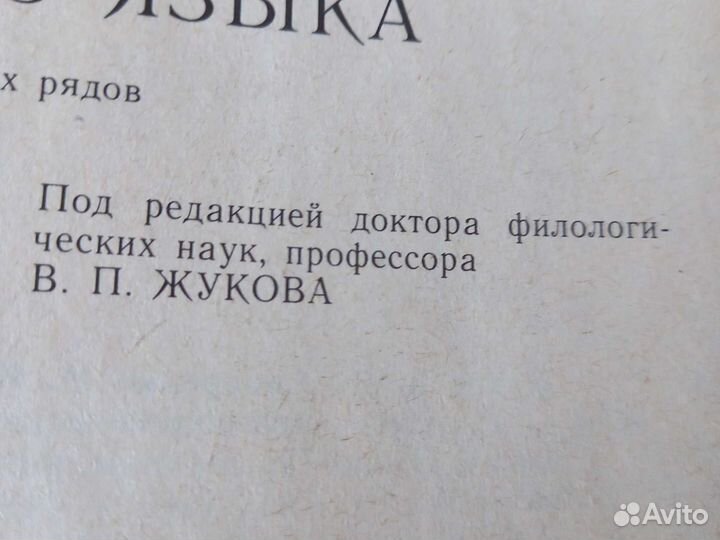 ЯЗЫКА
х рядов
Под редакцией доктора филологи-
ческих наук, профессора
В. П. ЖУКОВА
Avito